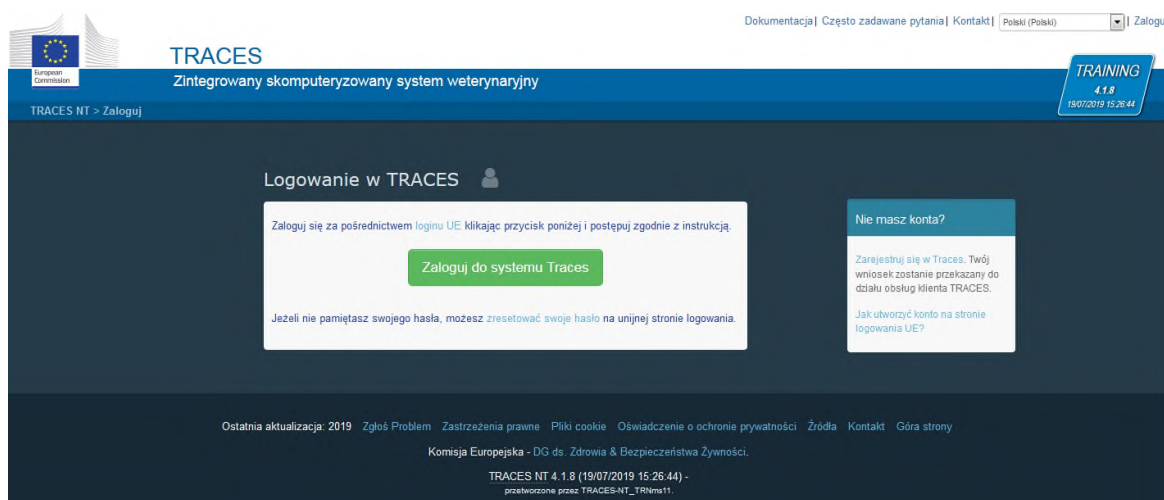 Dokumentacja| Często zadawane pytania| Kontakt| Polski (Polski) | Zalogu
European
Commission
TRACES
Zintegrowany skomputeryzowany system weterynaryjny
TRAINING
4.1.8
19/07/2019 15:26:44
TRACES NT > Zaloguj
Logowanie w TRACES
Zaloguj się za pośrednictwem loginu UE klikając przycisk poniżej i postępuj zgodnie z instrukcją.
Zaloguj do systemu Traces
Jeżeli nie pamiętasz swojego hasła, możesz zresetować swoje hasło na unijnej stronie logowania.
Nie masz konta?
Zarejestruj się w Traces. Twój
wniosek zostanie przekazany do
działu obsług klienta TRACES.
Jak utworzyć konto na stronie
logowania UE?
Ostatnia aktualizacja: 2019 Zgłoś Problem Zastrzeżenia prawne Pliki cookie Oświadczenie o ochronie prywatności Źródła Kontakt Góra strony
Komisja Europejska - DG ds. Zdrowia & Bezpieczeństwa Żywności.
TRACES NT 4.1.8 (19/07/2019 15:26:44) -
przetworzone przez TRACES-NT_TRNms11.